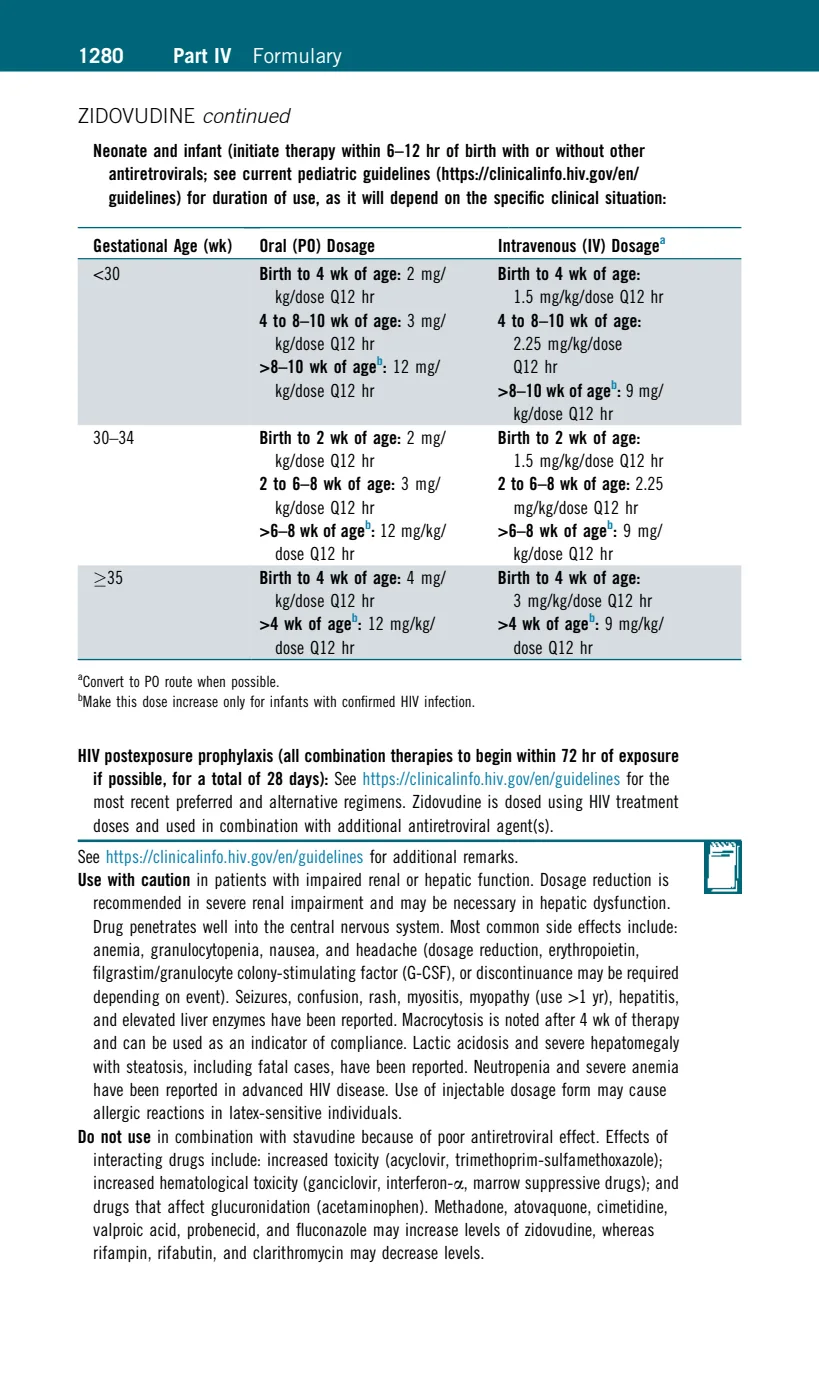 1280 Part IV Formulary
ZIDOVUDINE continued
Neonate and infant (initiate therapy within 6–12 hr of birth with or without other
antiretrovirals; see current pediatric guidelines (https://clinicalinfo.hiv.gov/en/
guidelines) for duration of use, as it will depend on the specific clinical situation:
Gestational Age (wk) Oral (PO) Dosage Intravenous (IV) Dosageᵃ
<30
Birth to 4 wk of age: 2 mg/
kg/dose Q12 hr
4 to 8–10 wk of age: 3 mg/
kg/dose Q12 hr
>8–10 wk of ageᵇ: 12 mg/
kg/dose Q12 hr
Birth to 4 wk of age:
1.5 mg/kg/dose Q12 hr
4 to 8–10 wk of age:
2.25 mg/kg/dose
Q12 hr
>8–10 wk of ageᵇ: 9 mg/
kg/dose Q12 hr
30–34
Birth to 2 wk of age: 2 mg/
kg/dose Q12 hr
2 to 6–8 wk of age: 3 mg/
kg/dose Q12 hr
>6–8 wk of ageᵇ: 12 mg/kg/
dose Q12 hr
Birth to 2 wk of age:
1.5 mg/kg/dose Q12 hr
2 to 6–8 wk of age: 2.25
mg/kg/dose Q12 hr
>6–8 wk of ageᵇ: 9 mg/
kg/dose Q12 hr
≥35
Birth to 4 wk of age: 4 mg/
kg/dose Q12 hr
>4 wk of ageᵇ: 12 mg/kg/
dose Q12 hr
Birth to 4 wk of age:
3 mg/kg/dose Q12 hr
>4 wk of ageᵇ: 9 mg/kg/
dose Q12 hr
ᵃConvert to PO route when possible.
ᵇMake this dose increase only for infants with confirmed HIV infection.
HIV postexposure prophylaxis (all combination therapies to begin within 72 hr of exposure
if possible, for a total of 28 days): See https://clinicalinfo.hiv.gov/en/guidelines for the
most recent preferred and alternative regimens. Zidovudine is dosed using HIV treatment
doses and used in combination with additional antiretroviral agent(s).
See https://clinicalinfo.hiv.gov/en/guidelines for additional remarks.
Use with caution in patients with impaired renal or hepatic function. Dosage reduction is
recommended in severe renal impairment and may be necessary in hepatic dysfunction.
Drug penetrates well into the central nervous system. Most common side effects include:
anemia, granulocytopenia, nausea, and headache (dosage reduction, erythropoietin,
filgrastim/granulocyte colony-stimulating factor (G-CSF), or discontinuance may be required
depending on event). Seizures, confusion, rash, myositis, myopathy (use >1 yr), hepatitis,
and elevated liver enzymes have been reported. Macrocytosis is noted after 4 wk of therapy
and can be used as an indicator of compliance. Lactic acidosis and severe hepatomegaly
with steatosis, including fatal cases, have been reported. Neutropenia and severe anemia
have been reported in advanced HIV disease. Use of injectable dosage form may cause
allergic reactions in latex-sensitive individuals.
Do not use in combination with stavudine because of poor antiretroviral effect. Effects of
interacting drugs include: increased toxicity (acyclovir, trimethoprim-sulfamethoxazole);
increased hematological toxicity (ganciclovir, interferon-α, marrow suppressive drugs); and
drugs that affect glucuronidation (acetaminophen). Methadone, atovaquone, cimetidine,
valproic acid, probenecid, and fluconazole may increase levels of zidovudine, whereas
rifampin, rifabutin, and clarithromycin may decrease levels.